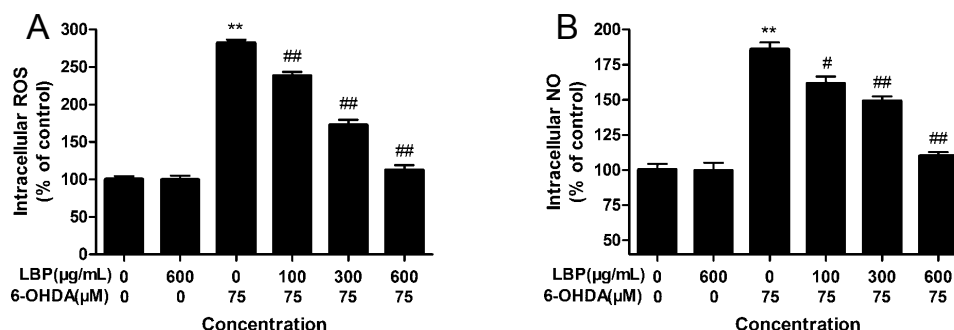 A
Intracellular ROS
(% of control)
300
250
200
150
100
50
0
**
##
##
##
LBP(µg/mL) 0 600 0 100 300 600
6-OHDA(µM) 0 0 75 75 75 75
Concentration
B
Intracellular NO
(% of control)
200
175
150
125
100
75
50
**
#
##
##
LBP(µg/mL) 0 600 0 100 300 600
6-OHDA(µM) 0 0 75 75 75 75
Concentration